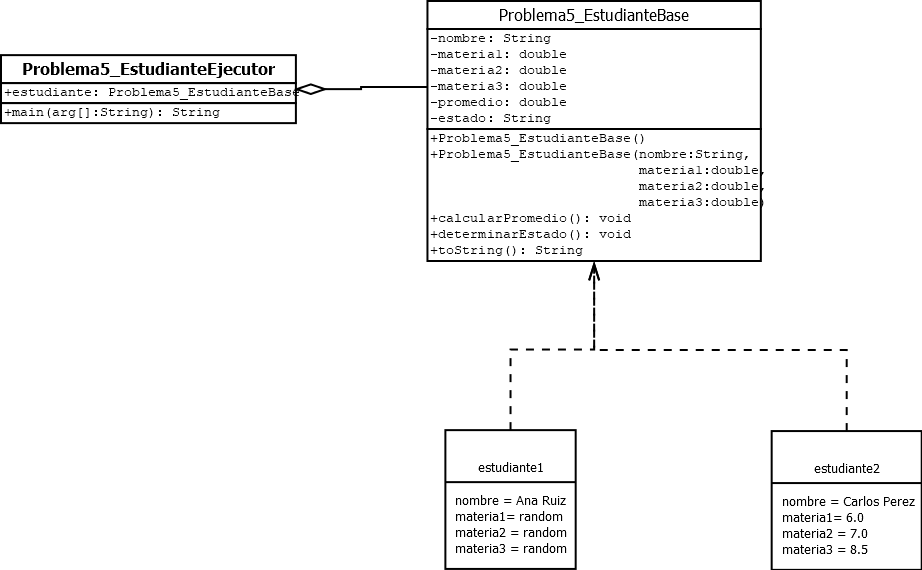 Problema5_EstudianteEjecutor
+estudiante: Problema5_EstudianteBase
+main(arg[]:String): String
Problema5_EstudianteBase
-nombre: String
-materia1: double
-materia2: double
-materia3: double
-promedio: double
-estado: String
+Problema5_EstudianteBase()
+Problema5_EstudianteBase(nombre:String,
materia1:double,
materia2:double,
materia3:double)
+calcularPromedio(): void
+determinarEstado(): void
+toString(): String
estudiante1
nombre = Ana Ruiz
materia1= random
materia2 = random
materia3 = random
estudiante2
nombre = Carlos Perez
materia1= 6.0
materia2 = 7.0
materia3 = 8.5